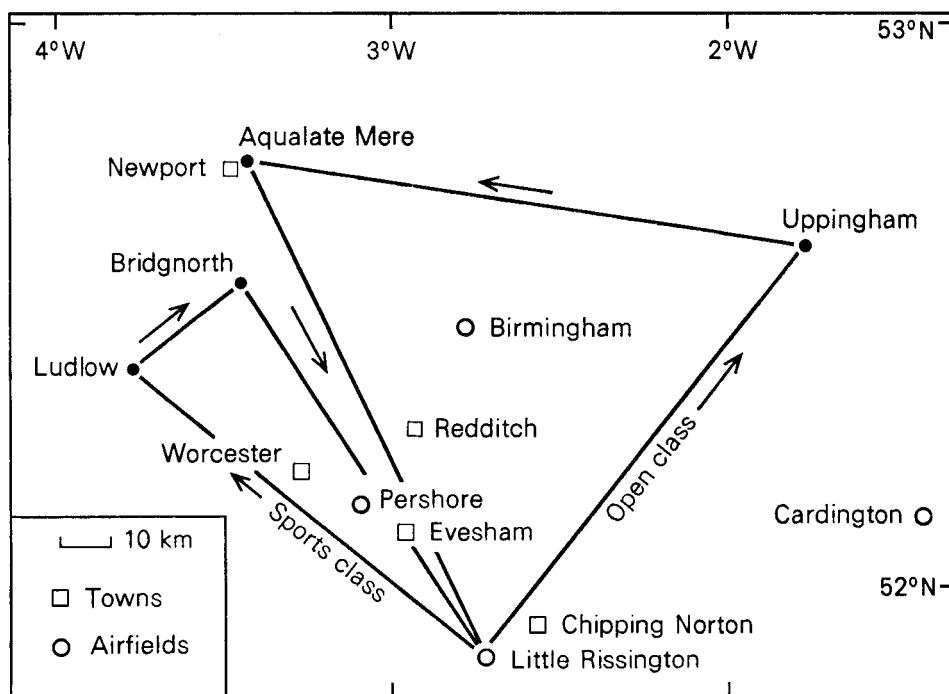 4°W
3°W
2°W
53°N
Aqualate Mere
Newport
Uppingham
Bridgnorth
Birmingham
Ludlow
Redditch
Worcester
Open class
Pershore
Sports class
Evesham
Cardington
10 km
Towns
52°N
Chipping Norton
Airfields
Little Rissington